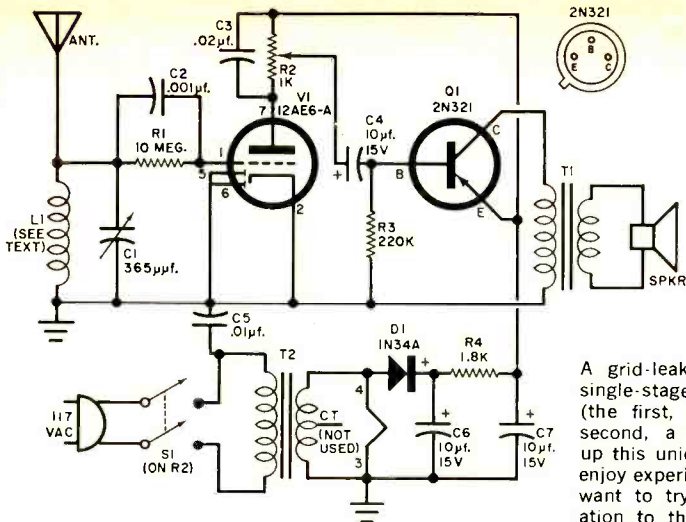 ANT.
C3
.02µf.
R2
1K
2N321
B
E
C
C2
.001µf.
R1
10 MEG.
V1
12AE6-A
7
1
5
6
2
C4
10µf.
15V
+
Q1
2N321
C
B
E
L1
(SEE
TEXT)
C1
365µµf.
R3
220K
T1
SPKR
C5
.01µf.
T2
D1
1N34A
+
R4
1.8K
117
VAC
S1
(ON R2)
CT
(NOT
USED)
4
3
+
C6
10µf.
15V
+
C7
10µf.
15V
A grid-leak
single-stage
(the first,
second, a
up this uni
enjoy experi
want to try
ation to th